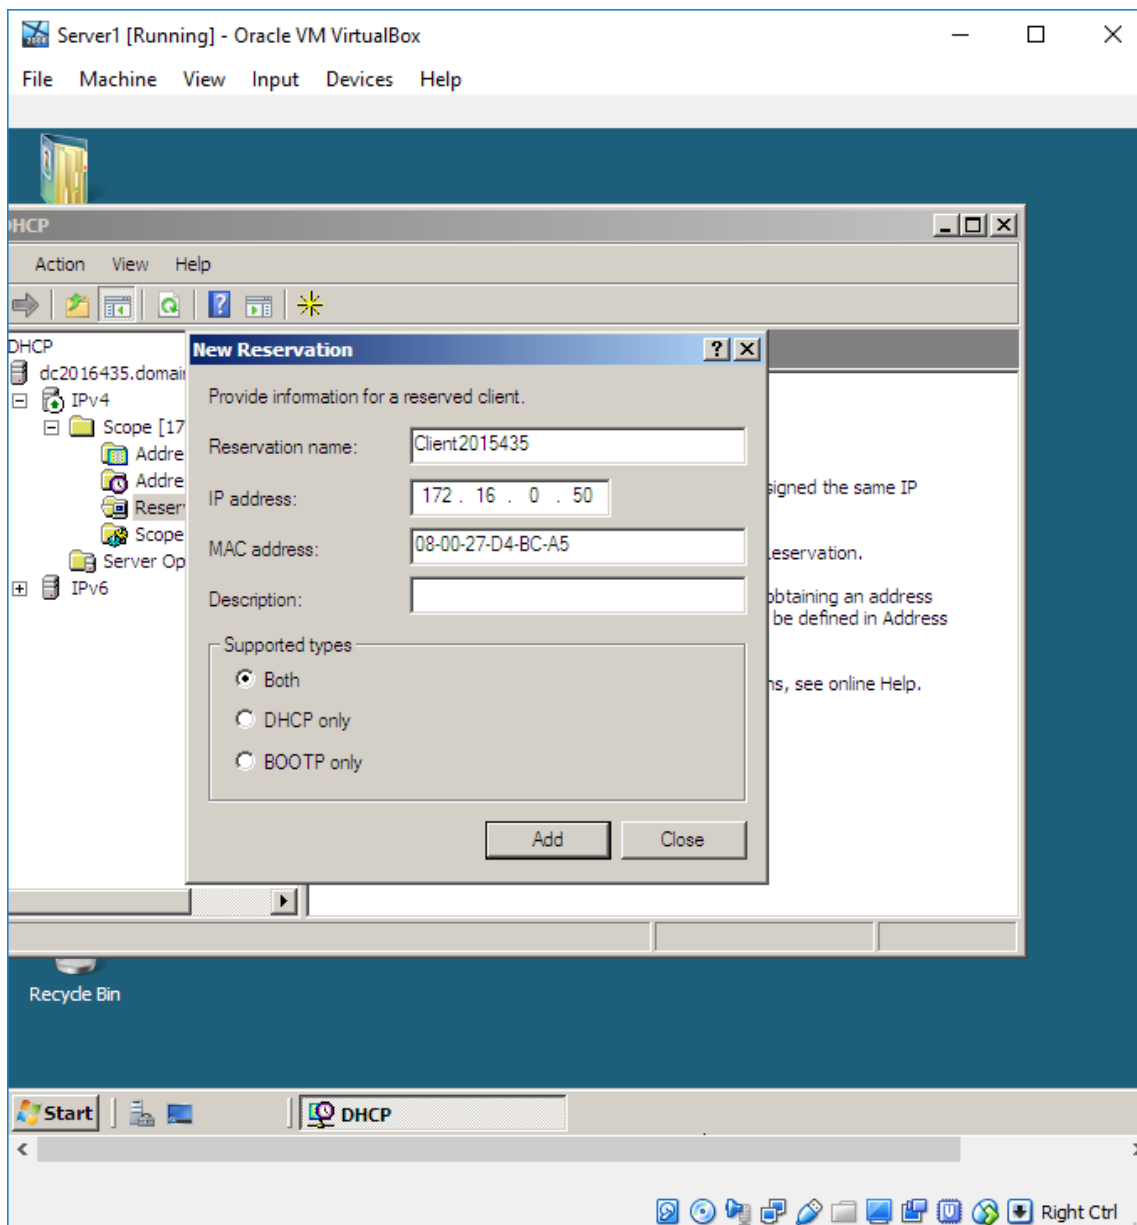 Server1 [Running] - Oracle VM VirtualBox
File Machine View Input Devices Help
DHCP
Action View Help
DHCP
dc2016435.domai
IPv4
Scope [17
Addre
Addre
Reser
Scope
Server Op
IPv6
New Reservation
Provide information for a reserved client.
Reservation name: Client2015435
IP address: 172 . 16 . 0 . 50
MAC address: 08-00-27-D4-BC-A5
Description:
Supported types
Both
DHCP only
BOOTP only
Add Close
signed the same IP
eservation.
obtaining an address
be defined in Address
ns, see online Help.
Recycle Bin
Start DHCP
Right Ctrl